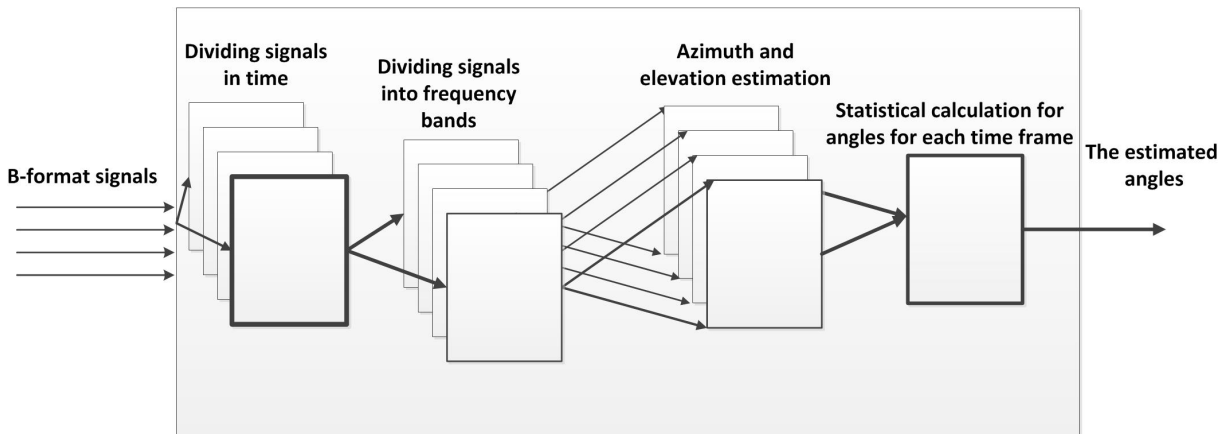 Dividing signals
in time
Dividing signals
into frequency
bands
Azimuth and
elevation estimation
Statistical calculation for
angles for each time frame
B-format signals
The estimated
angles